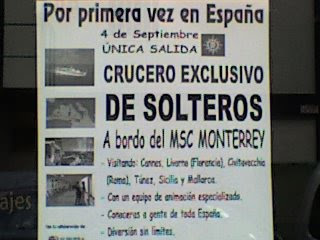 Por primera vez en España
4 de Septiembre
ÚNICA SALIDA
CRUCERO EXCLUSIVO
DE SOLTEROS
A bordo del MSC MONTERREY
- Visitando: Cannes, Livorno (Florencia), Civitavecchia
(Roma), Túnez, Sicilia y Mallorca.
- Con un equipo de animación especializado.
- Conoceras a gente de toda España.
- Diversión sin límites.
ajes